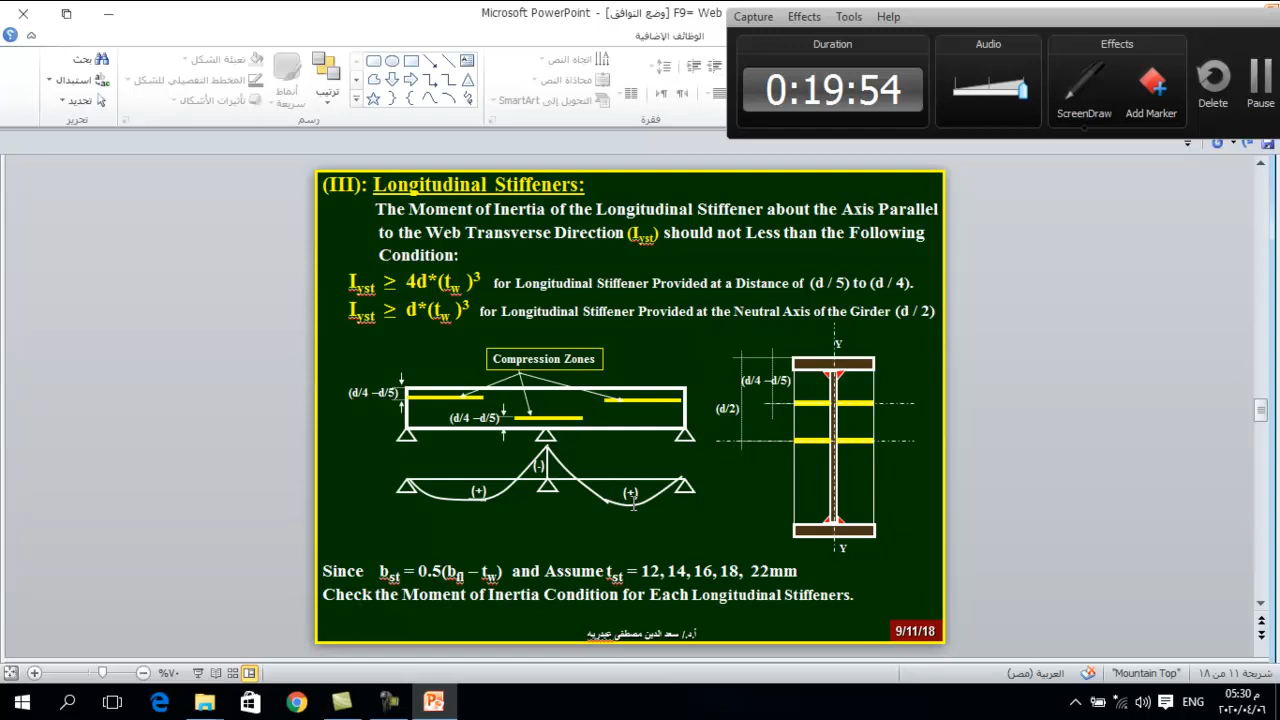 Microsoft PowerPoint - [وضع التوافق] F9= Web
Capture Effects Tools Help
الوظائف الإضافية
Duration
Audio
Effects
0:19:54
Delete
Pause
ScreenDraw
Add Marker
بحث
استبدال
تحديد
تحرير
تعبئة الشكل
المخطط التفصيلي للشكل
تأثيرات الأشكال
أنماط سريعة
ترتيب
رسم
اتجاه النص
محاذاة النص
التحويل إلى SmartArt
فقرة
(III): Longitudinal Stiffeners:
The Moment of Inertia of the Longitudinal Stiffener about the Axis Parallel
to the Web Transverse Direction (Iyst) should not Less than the Following
Condition:
Iyst ≥ 4d*(tw )3 for Longitudinal Stiffener Provided at a Distance of (d / 5) to (d / 4).
Iyst ≥ d*(tw )3 for Longitudinal Stiffener Provided at the Neutral Axis of the Girder (d / 2)
Compression Zones
(d/4 –d/5)
(d/4 –d/5)
(-)
(+)
(+)
Y
(d/4 –d/5)
(d/2)
Y
Since bst = 0.5(bfl – tw) and Assume tst = 12, 14, 16, 18, 22mm
Check the Moment of Inertia Condition for Each Longitudinal Stiffeners.
أ.د./ سعد الدين مصطفى عبدربه
9/11/18
%٧٠
العربية (مصر)
"Mountain Top"
شريحة ١١ من ١٨
ENG
٠٥:30 م
٢٠٢٠/٠٤/٠٦